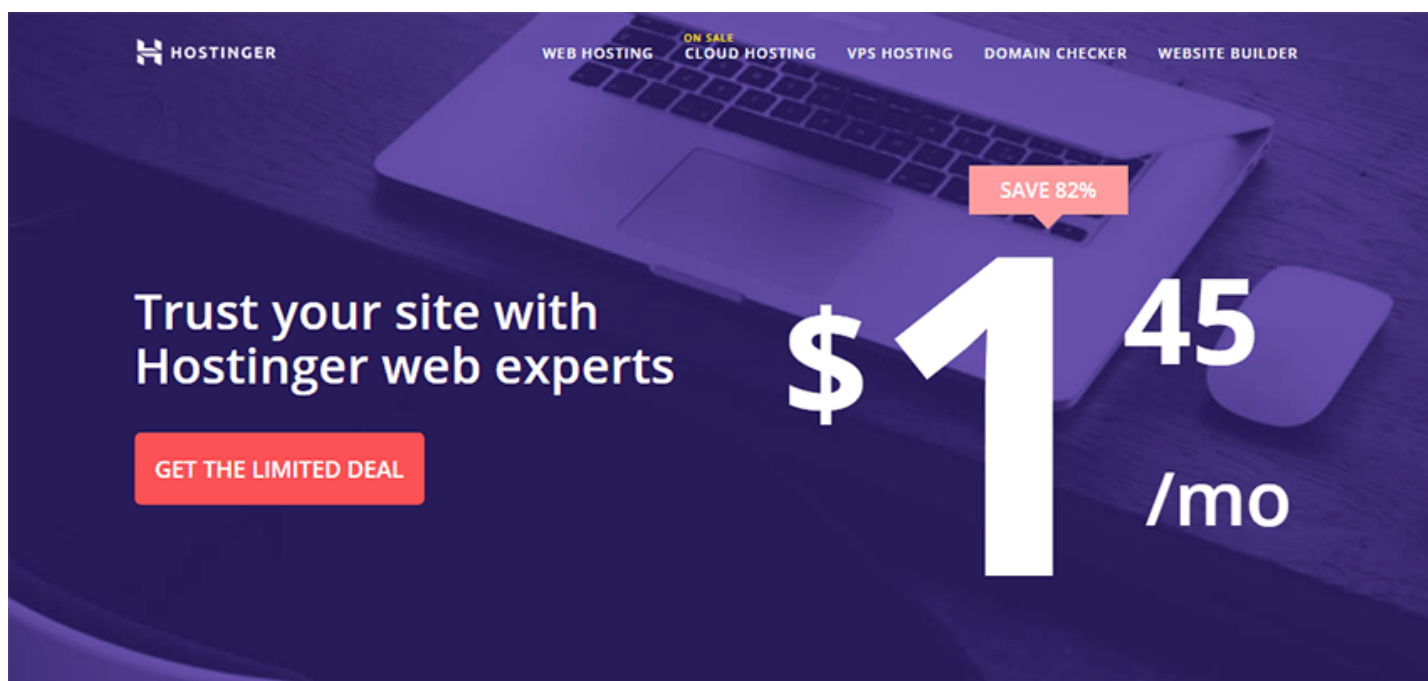 HOSTINGER
WEB HOSTING
ON SALE
CLOUD HOSTING
VPS HOSTING
DOMAIN CHECKER
WEBSITE BUILDER
SAVE 82%
Trust your site with
Hostinger web experts
$1 45
/mo
GET THE LIMITED DEAL